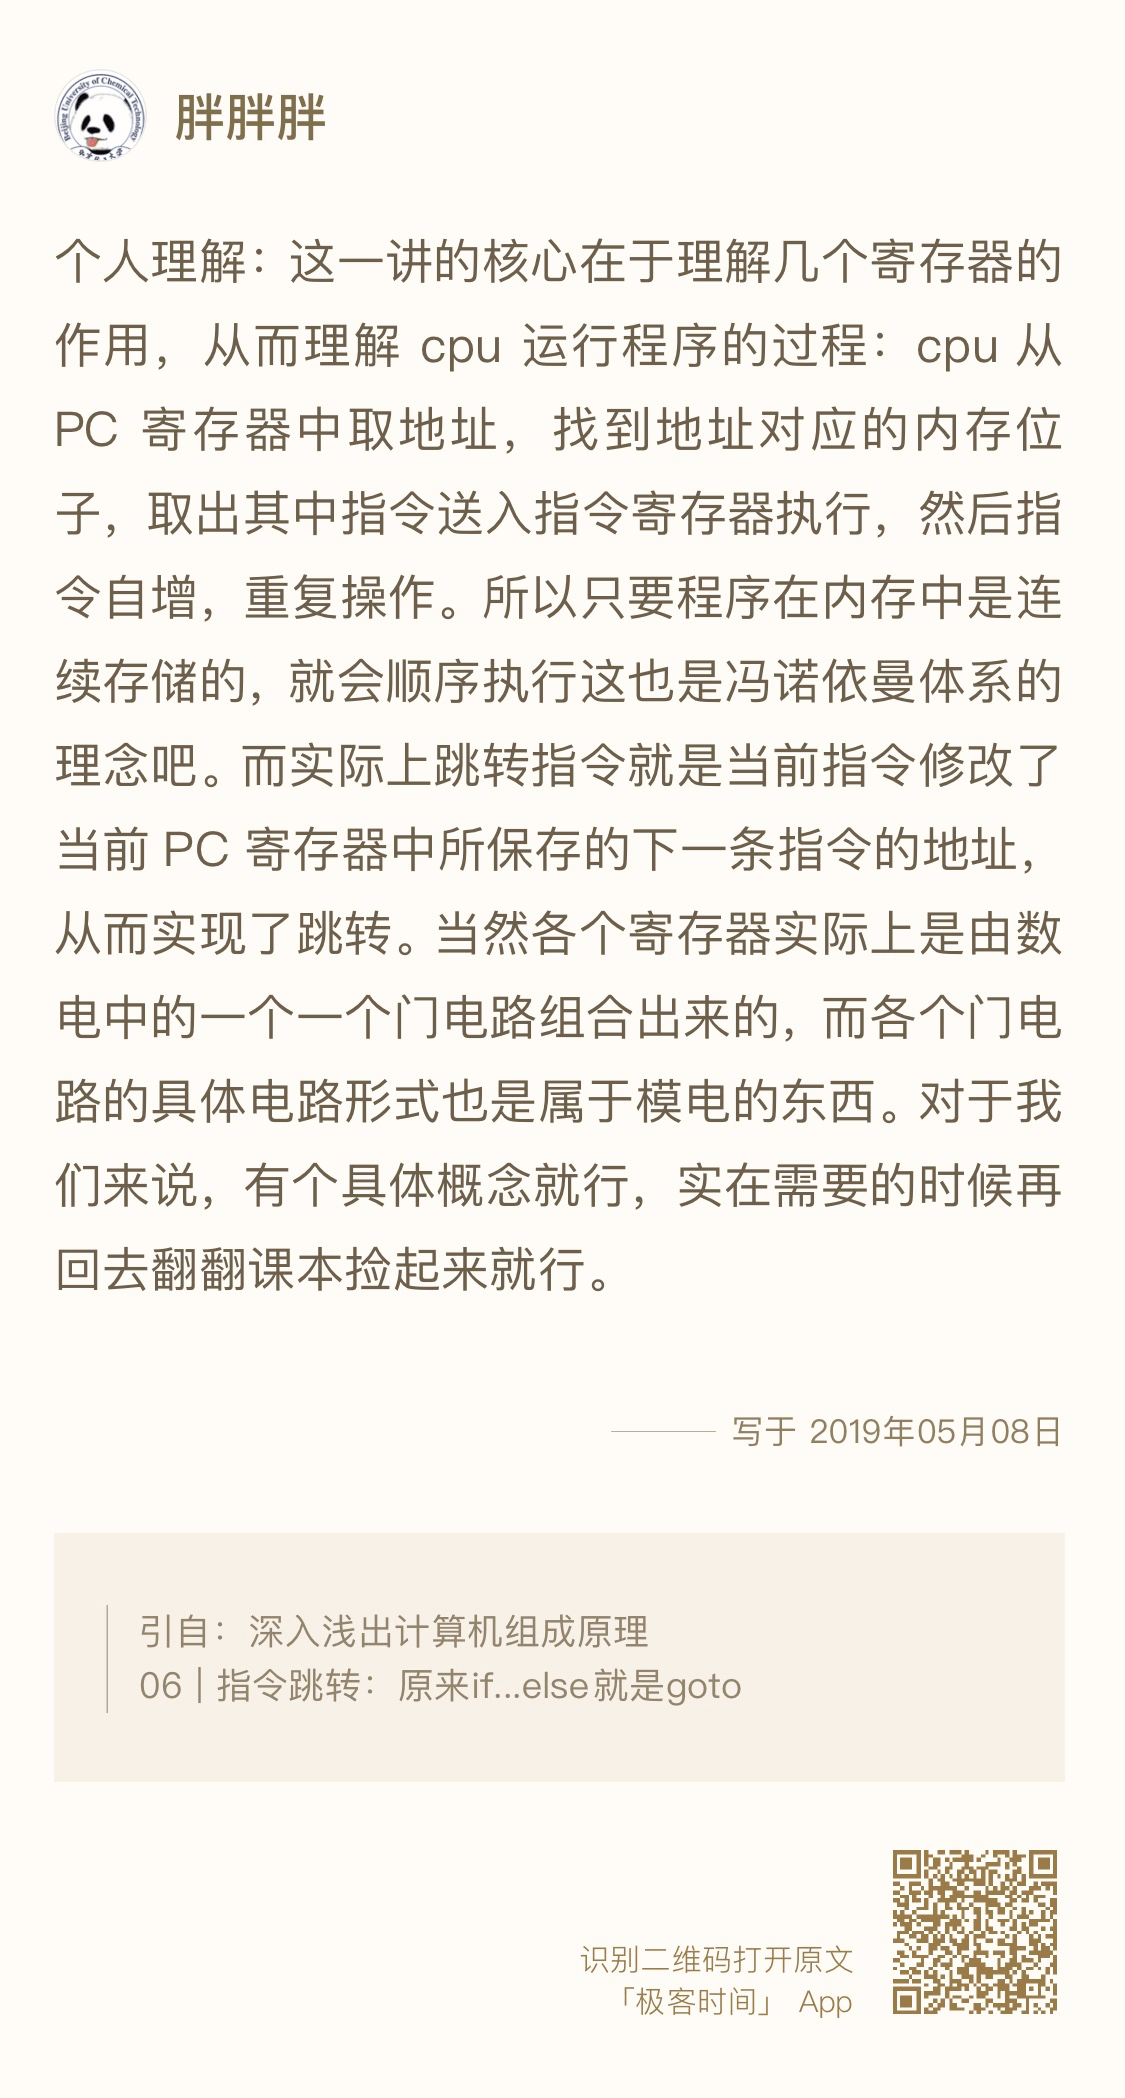 Beijing University of Chemical Technology
胖胖胖
个人理解：这一讲的核心在于理解几个寄存器的
作用，从而理解 cpu 运行程序的过程：cpu 从
PC 寄存器中取地址，找到地址对应的内存位
子，取出其中指令送入指令寄存器执行，然后指
令自增，重复操作。所以只要程序在内存中是连
续存储的，就会顺序执行这也是冯诺依曼体系的
理念吧。而实际上跳转指令就是当前指令修改了
当前 PC 寄存器中所保存的下一条指令的地址，
从而实现了跳转。当然各个寄存器实际上是由数
电中的一个一个门电路组合出来的，而各个门电
路的具体电路形式也是属于模电的东西。对于我
们来说，有个具体概念就行，实在需要的时候再
回去翻翻课本捡起来就行。
写于 2019年05月08日
引自：深入浅出计算机组成原理
06 | 指令跳转：原来if...else就是goto
识别二维码打开原文
「极客时间」 App